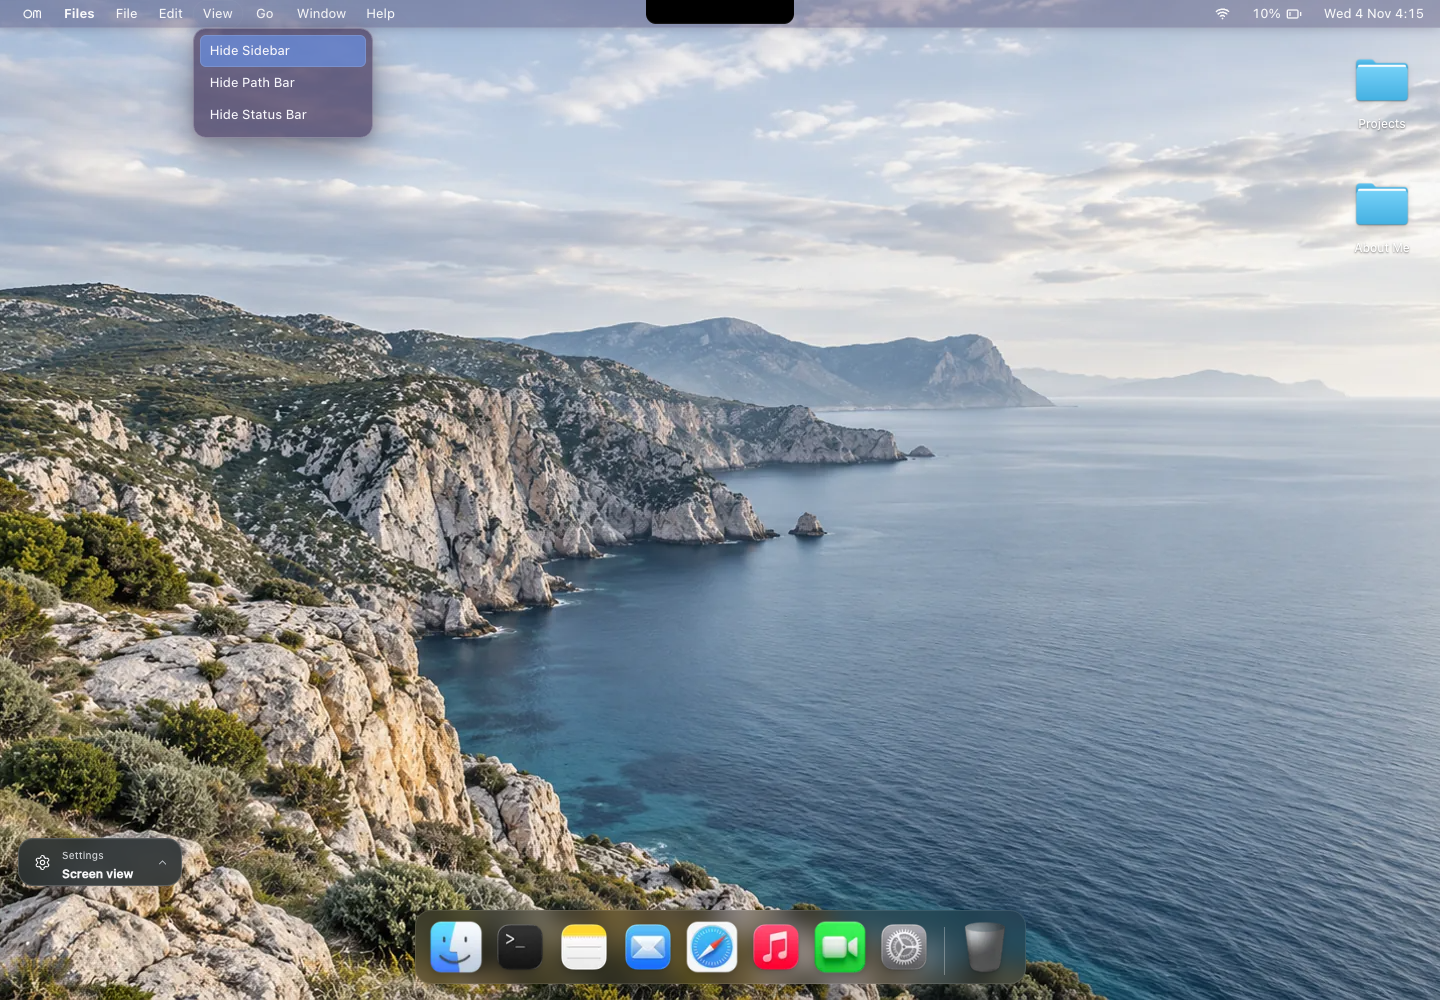 Files File Edit View Go Window Help 10% Wed 4 Nov 4:15
Hide Sidebar
Hide Path Bar
Hide Status Bar
Projects
About Me
Settings
Screen view
>_